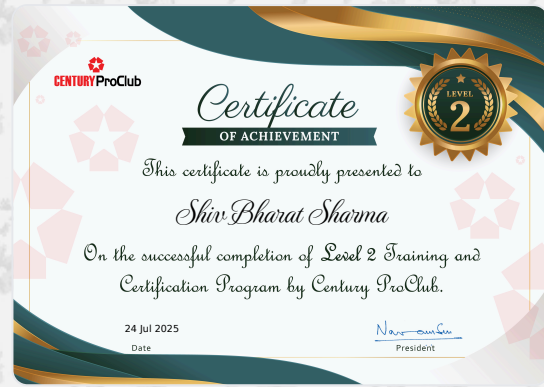 CENTURY ProClub
Certificate
OF ACHIEVEMENT
LEVEL
2
This certificate is proudly presented to
Shiv Bharat Sharma
On the successful completion of Level 2 Training and
Certification Program by Century ProClub.
24 Jul 2025
Date
President